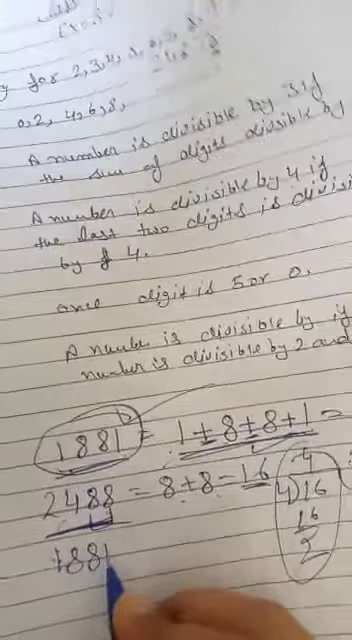 for 2,3,4,
0,2, 4,6,8,
A number is divisible by 3 if
the sum of digits divisible by
A number is divisible by 4 if
the last two digits is divisi
by 4.
once digit is 5 or 0.
A number is divisible by if
number is divisible by 2 and
1881 = 1+8+8+1 =
2488 = 8+8=16
4
4)16
16
1881